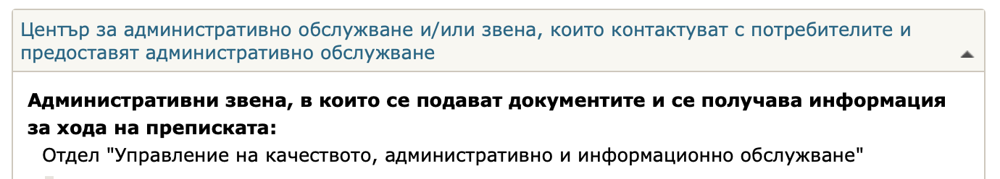 Център за административно обслужване и/или звена, които контактуват с потребителите и
предоставят административно обслужване
Административни звена, в които се подават документите и се получава информация
за хода на преписката:
Отдел "Управление на качеството, административно и информационно обслужване"